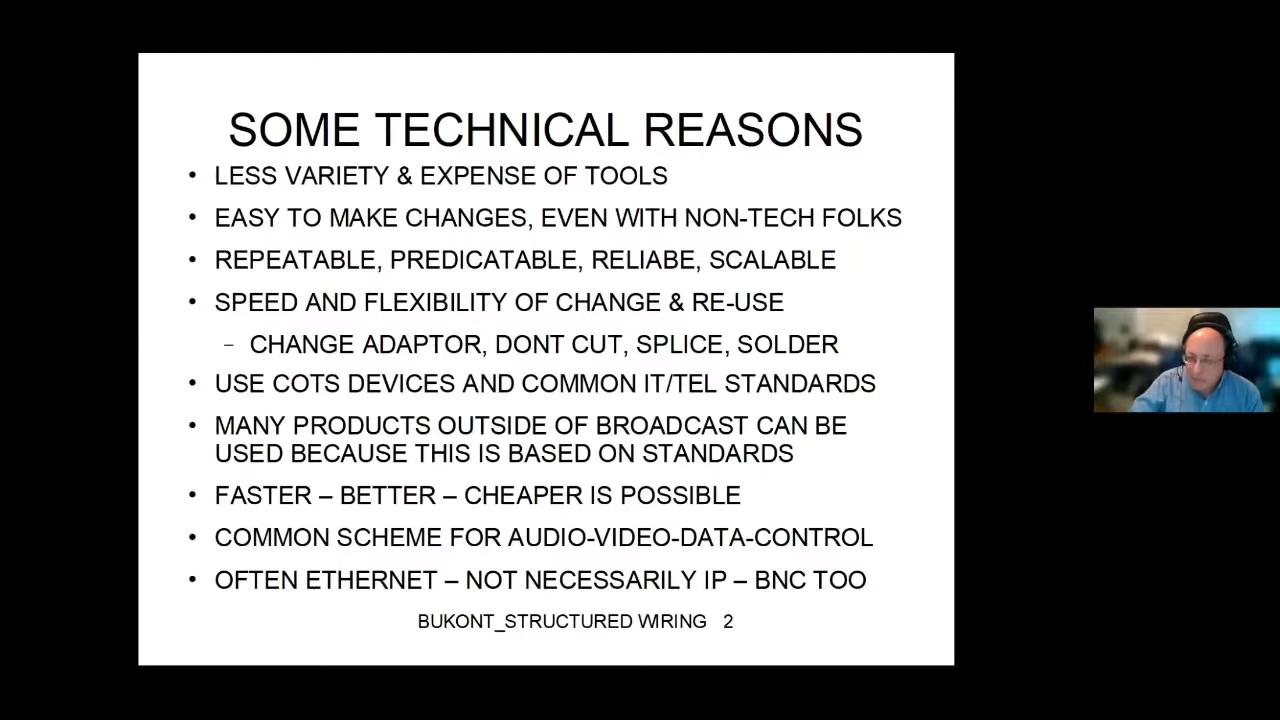 SOME TECHNICAL REASONS
• LESS VARIETY & EXPENSE OF TOOLS
• EASY TO MAKE CHANGES, EVEN WITH NON-TECH FOLKS
• REPEATABLE, PREDICATABLE, RELIABE, SCALABLE
• SPEED AND FLEXIBILITY OF CHANGE & RE-USE
– CHANGE ADAPTOR, DONT CUT, SPLICE, SOLDER
• USE COTS DEVICES AND COMMON IT/TEL STANDARDS
• MANY PRODUCTS OUTSIDE OF BROADCAST CAN BE
USED BECAUSE THIS IS BASED ON STANDARDS
• FASTER – BETTER – CHEAPER IS POSSIBLE
• COMMON SCHEME FOR AUDIO-VIDEO-DATA-CONTROL
• OFTEN ETHERNET – NOT NECESSARILY IP – BNC TOO
BUKONT_STRUCTURED WIRING 2